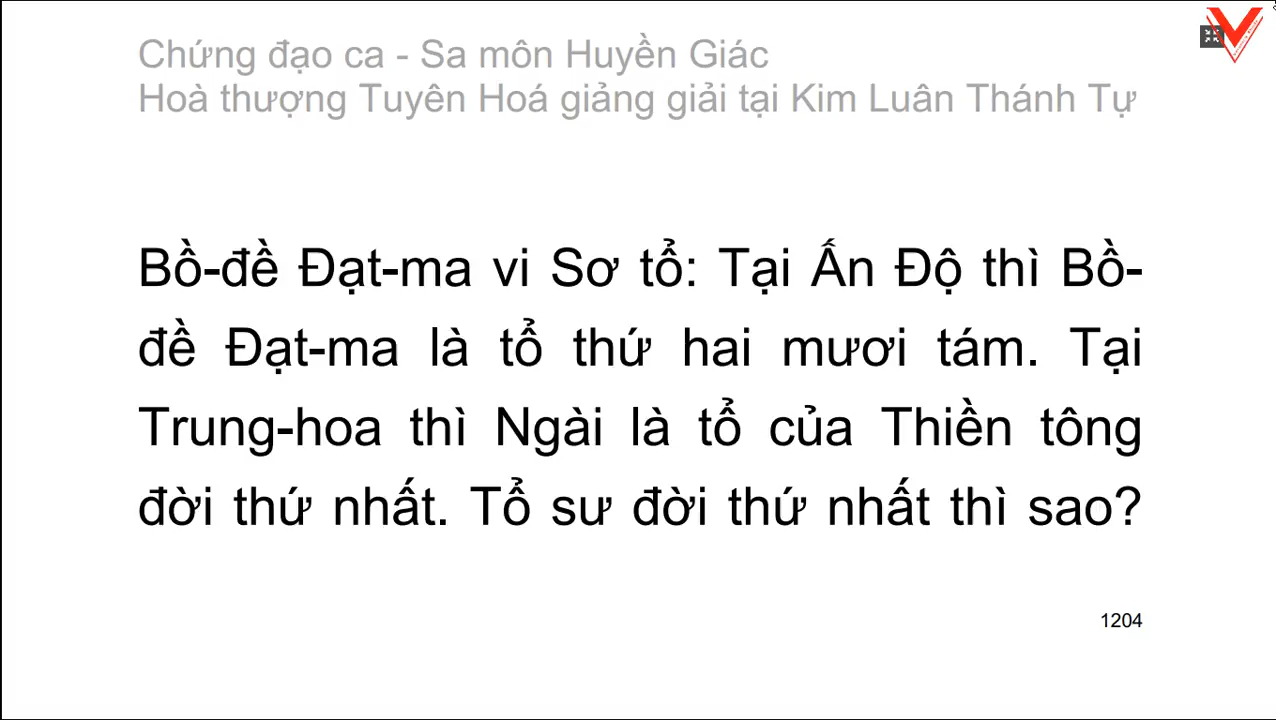 Chứng đạo ca - Sa môn Huyền Giác
Hoà thượng Tuyên Hoá giảng giải tại Kim Luân Thánh Tự
Bồ-đề Đạt-ma vi Sơ tổ: Tại Ấn Độ thì Bồ-
đề Đạt-ma là tổ thứ hai mươi tám. Tại
Trung-hoa thì Ngài là tổ của Thiền tông
đời thứ nhất. Tổ sư đời thứ nhất thì sao?
1204